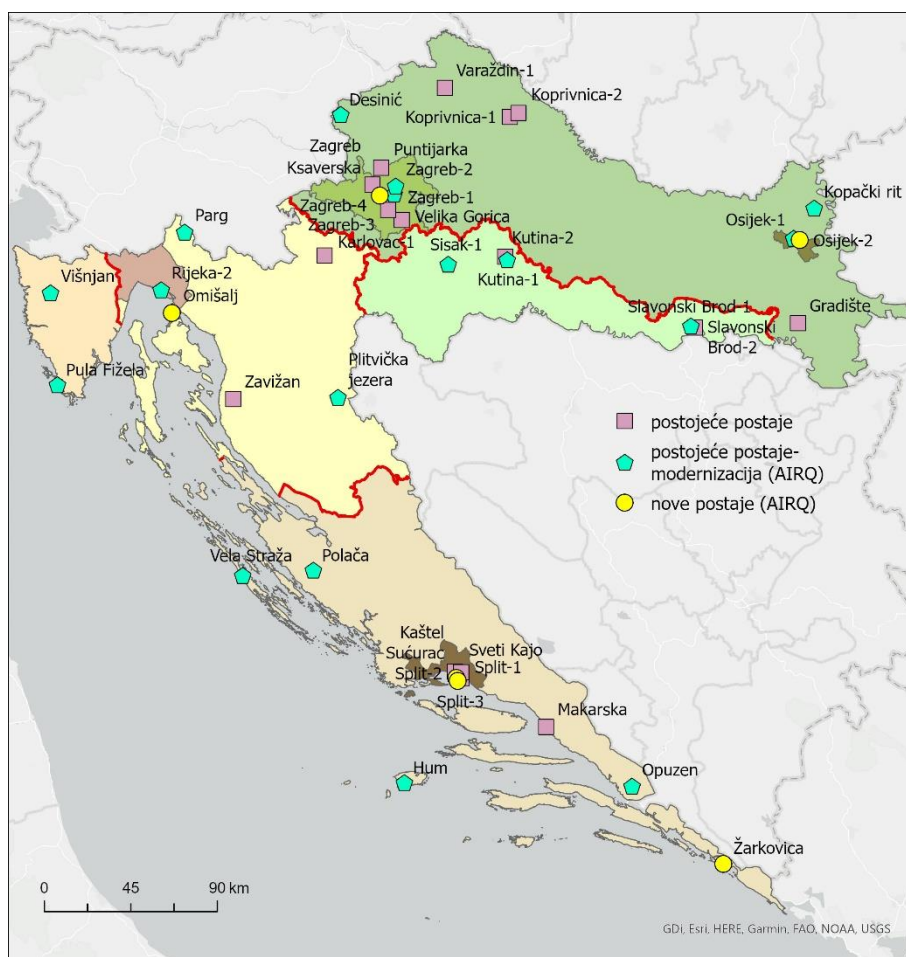 Varaždin-1
Desinić
Koprivnica-2
Koprivnica-1
Zagreb
Ksaverska
Puntijarka
Zagreb-2
Zagreb-1
Zagreb-4
Zagreb-3
Velika Gorica
Kopački rit
Osijek-1
Osijek-2
Parg
Karlovac-1
Sisak-1
Kutina-2
Kutina-1
Višnjan
Rijeka-2
Omišalj
Slavonski Brod-1
Slavonski
Brod-2
Gradište
Pula Fižela
Zavižan
Plitvička
jezera
postojeće postaje
postojeće postaje-
modernizacija (AIRQ)
nove postaje (AIRQ)
Vela Straža
Polača
Kaštel
Sućurac
Sveti Kajo
Split-2
Split-1
Split-3
Makarska
Hum
Opuzen
Žarkovica
0 45 90 km
GDi, Esri, HERE, Garmin, FAO, NOAA, USGS